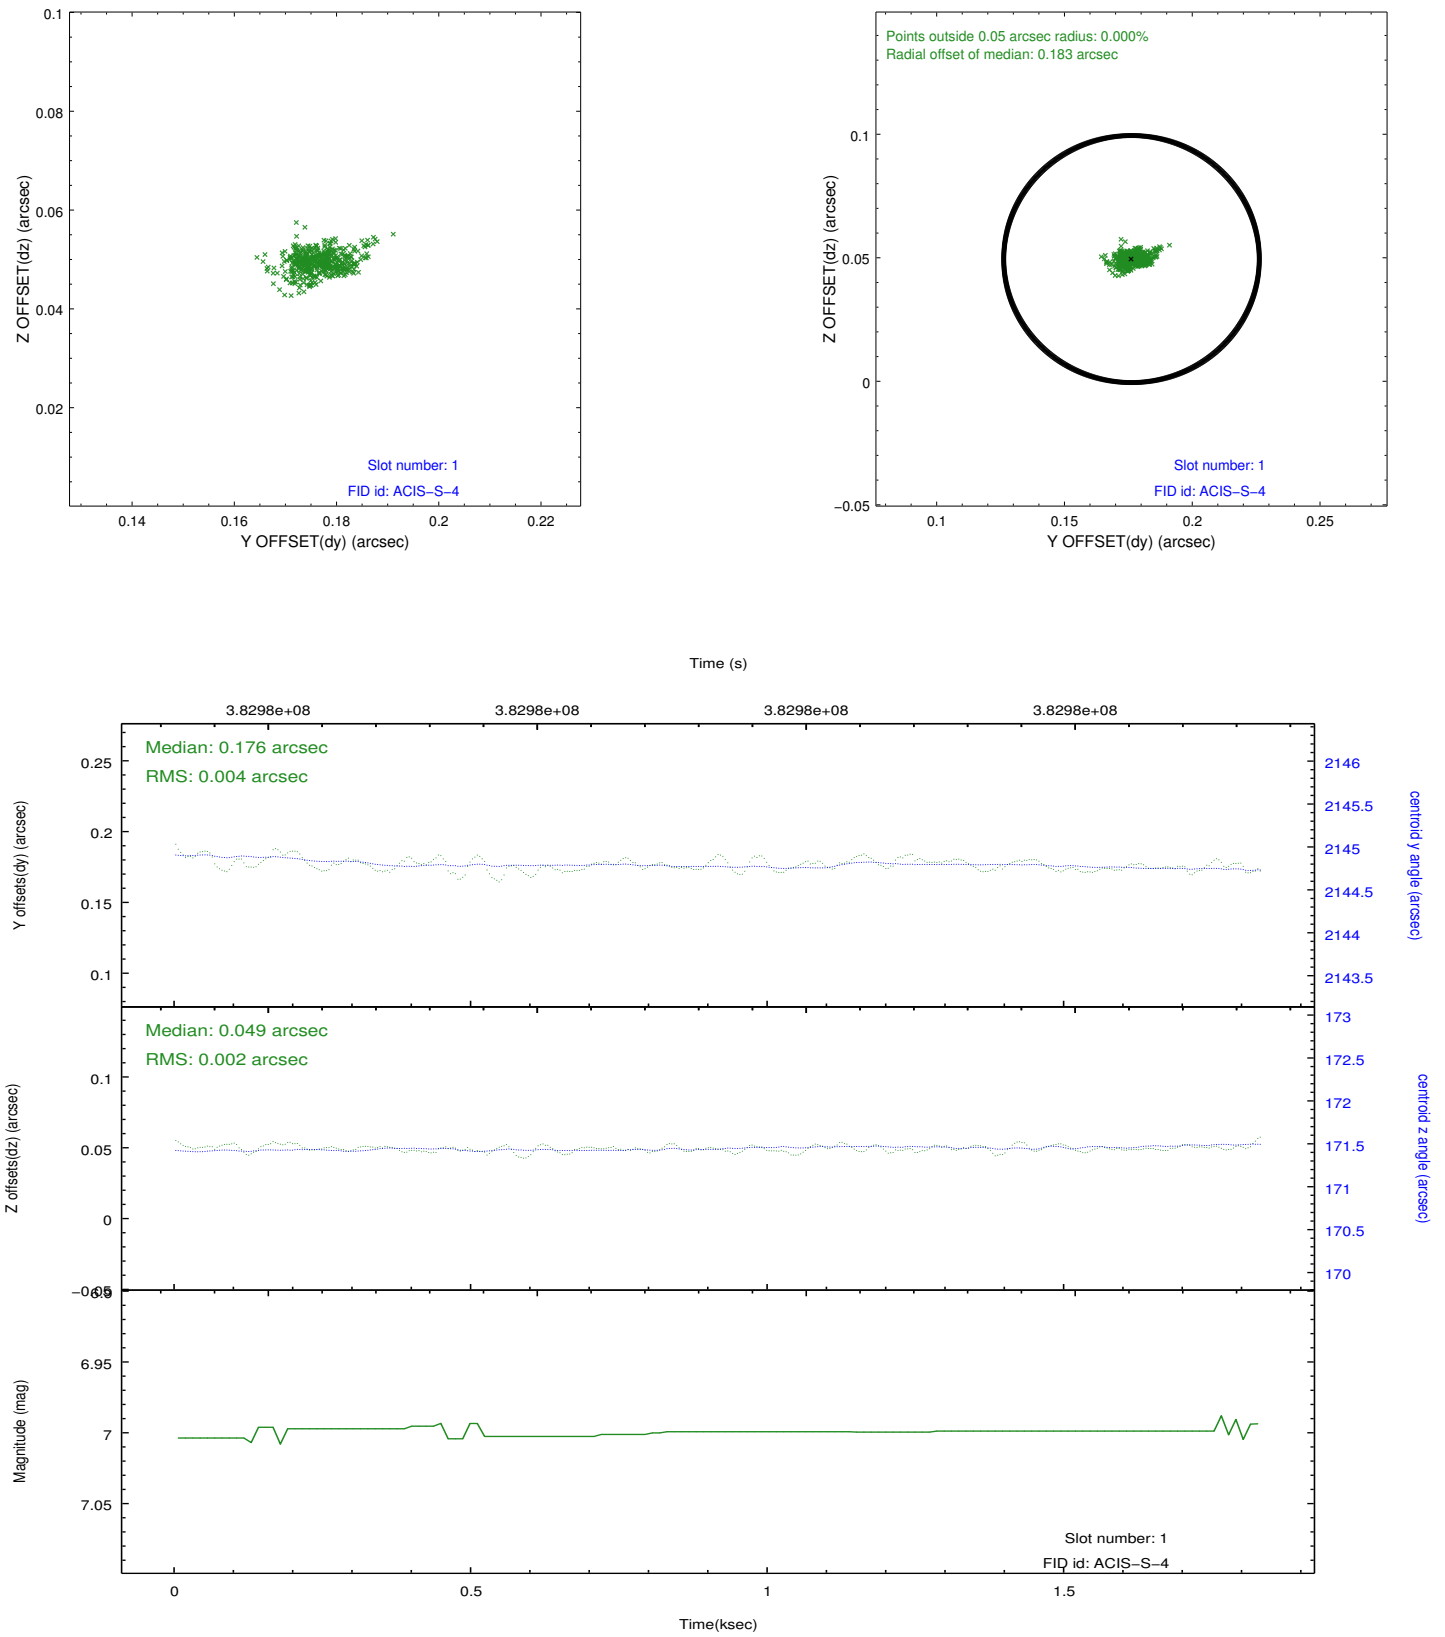 0.1
0.08
0.06
0.04
0.02
Z OFFSET(dz) (arcsec)
Slot number: 1
FID id: ACIS−S−4
0.14 0.16 0.18 0.2 0.22
Y OFFSET(dy) (arcsec)
Points outside 0.05 arcsec radius: 0.000%
Radial offset of median: 0.183 arcsec
0.1
0.05
0
−0.05
Z OFFSET(dz) (arcsec)
Slot number: 1
FID id: ACIS−S−4
0.1 0.15 0.2 0.25
Y OFFSET(dy) (arcsec)
Time (s)
3.8298e+08 3.8298e+08 3.8298e+08 3.8298e+08
Median: 0.176 arcsec
RMS: 0.004 arcsec
0.25
0.2
0.15
0.1
Y offsets(dy) (arcsec)
2146
2145.5
2145
2144.5
2144
2143.5
centroid y angle (arcsec)
Median: 0.049 arcsec
RMS: 0.002 arcsec
0.1
0.05
0
−0.05
Z offsets(dz) (arcsec)
173
172.5
172
171.5
171
170.5
170
centroid z angle (arcsec)
6.9
6.95
7
7.05
Magnitude (mag)
Slot number: 1
FID id: ACIS−S−4
0 0.5 1 1.5
Time(ksec)